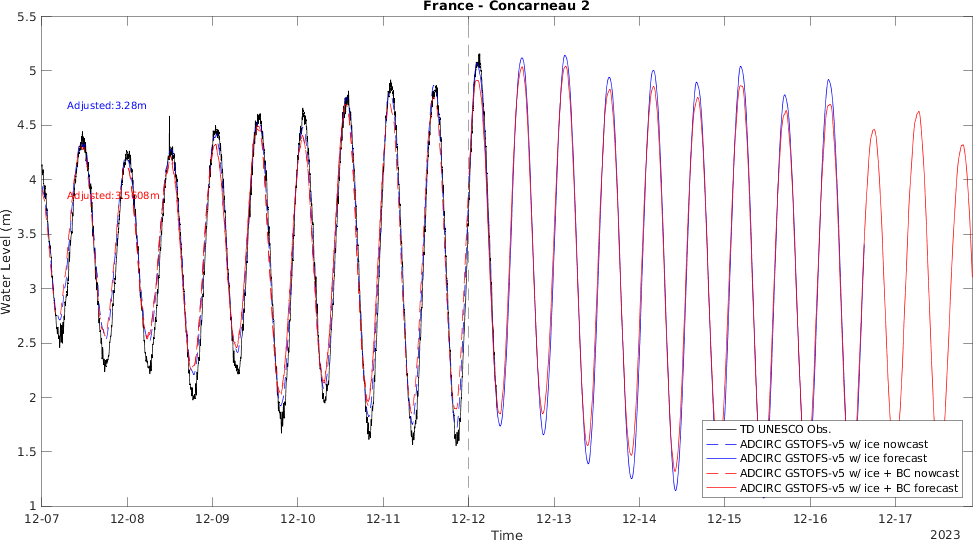 France - Concarneau 2
5.5
5
4.5
4
3.5
3
2.5
2
1.5
1
Water Level (m)
Adjusted:3.28m
Adjusted:3.5608m
TD UNESCO Obs.
ADCIRC GSTOFS-v5 w/ ice nowcast
ADCIRC GSTOFS-v5 w/ ice forecast
ADCIRC GSTOFS-v5 w/ ice + BC nowcast
ADCIRC GSTOFS-v5 w/ ice + BC forecast
12-07 12-08 12-09 12-10 12-11 12-12 12-13 12-14 12-15 12-16 12-17
Time
2023